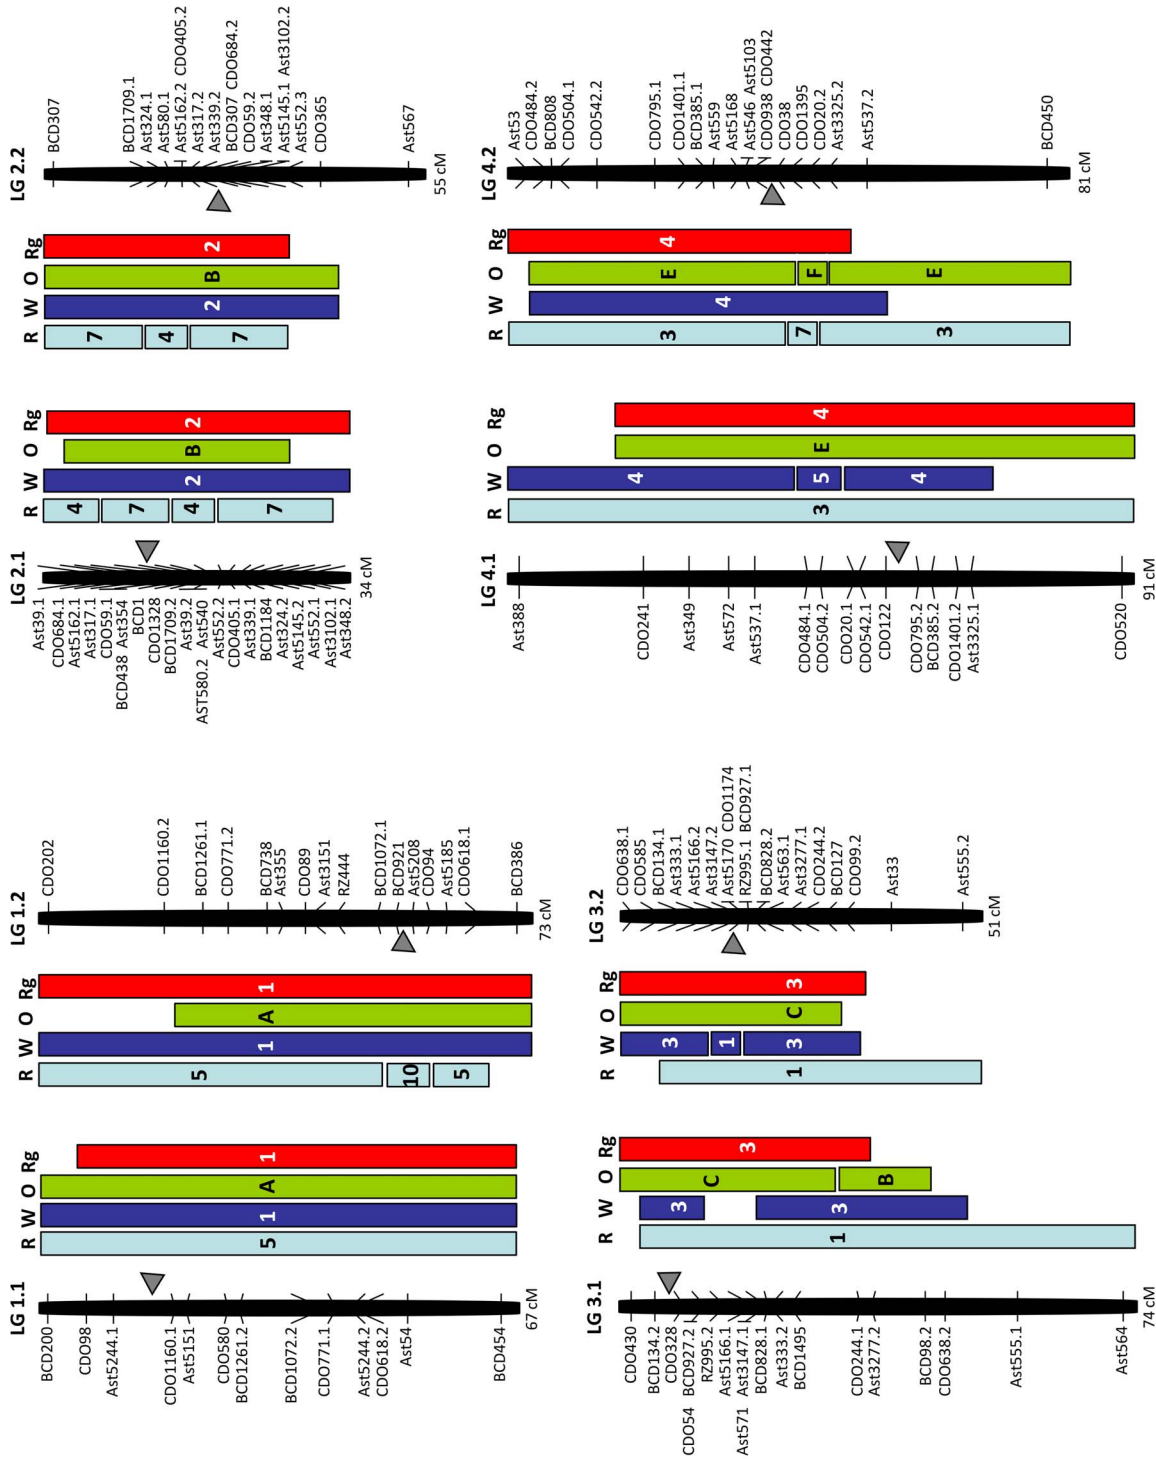 LG 2.1
R W O Rg
Ast39.1
CDO684.1
Ast5162.1
Ast317.1
CDO59.1
BCD438 Ast354
BCD1
CDO1328
BCD1709.2
Ast39.2
AST580.2 Ast540
Ast552.2
CDO405.1
Ast339.1
BCD1184
Ast324.2
Ast5145.2
Ast552.1
Ast3102.1
Ast348.2
34 cM
4
7
4
7
2
B
2
LG 2.2
R W O Rg
7
4
7
2
B
2
BCD307
BCD1709.1
Ast324.1
Ast580.1
Ast5162.2 CDO405.2
Ast317.2
Ast339.2
BCD307 CDO684.2
CDO59.2
Ast348.1
Ast5145.1 Ast3102.2
Ast552.3
CDO365
Ast567
55 cM
LG 4.1
R W O Rg
Ast388
CDO241
Ast349
Ast572
Ast537.1
CDO484.1
CDO504.2
CDO20.1
CDO542.1
CDO122
CDO795.2
BCD385.2
CDO1401.2
Ast3325.1
CDO520
91 cM
3
4
5
4
E
4
LG 4.2
R W O Rg
3
7
3
4
E
F
E
4
Ast53
CDO484.2
BCD808
CDO504.1
CDO542.2
CDO795.1
CDO1401.1
BCD385.1
Ast559
Ast5168
Ast546 Ast5103
CDO938 CDO442
CDO38
CDO1395
CDO20.2
Ast3325.2
Ast537.2
BCD450
81 cM
LG 1.1
R W O Rg
BCD200
CDO98
Ast5244.1
CDO1160.1
Ast5151
CDO580
BCD1261.2
BCD1072.2
CDO771.1
Ast5244.2
CDO618.2
Ast54
BCD454
67 cM
5
1
A
1
LG 1.2
R W O Rg
5
10
5
1
A
1
CDO202
CDO1160.2
BCD1261.1
CDO771.2
BCD738
Ast355
CDO89
Ast3151
RZ444
BCD1072.1
BCD921
Ast5208
CDO94
Ast5185
CDO618.1
BCD386
73 cM
LG 3.1
R W O Rg
CDO430
BCD134.2
CDO328
CDO54 BCD927.2
RZ995.2
Ast5166.1
Ast571 Ast3147.1
BCD828.1
Ast333.2
BCD1495
CDO244.1
Ast3277.2
BCD98.2
CDO638.2
Ast555.1
Ast564
74 cM
1
3
3
C
B
3
LG 3.2
R W O Rg
1
3
1
3
C
3
CDO638.1
CDO585
BCD134.1
Ast333.1
Ast5166.2
Ast3147.2
Ast5170 CDO1174
RZ995.1 BCD927.1
BCD828.2
Ast563.1
Ast3277.1
CDO244.2
BCD127
CDO99.2
Ast33
Ast555.2
51 cM